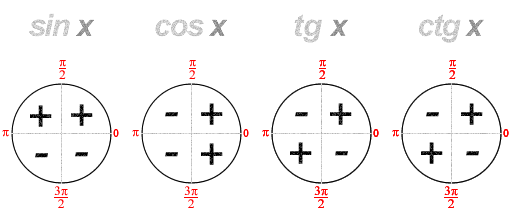 sin x cos x tg x ctg x
π/2 π/2 π/2 π/2
+ + - + - + - +
π 0 π 0 π 0 π 0
- - - + + - + -
3π/2 3π/2 3π/2 3π/2